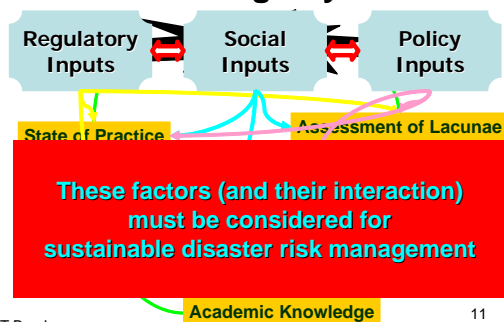 Regulatory Social Policy
Inputs Inputs Inputs
State of Practice Assessment of Lacunae
These factors (and their interaction)
must be considered for
sustainable disaster risk management
Academic Knowledge 11